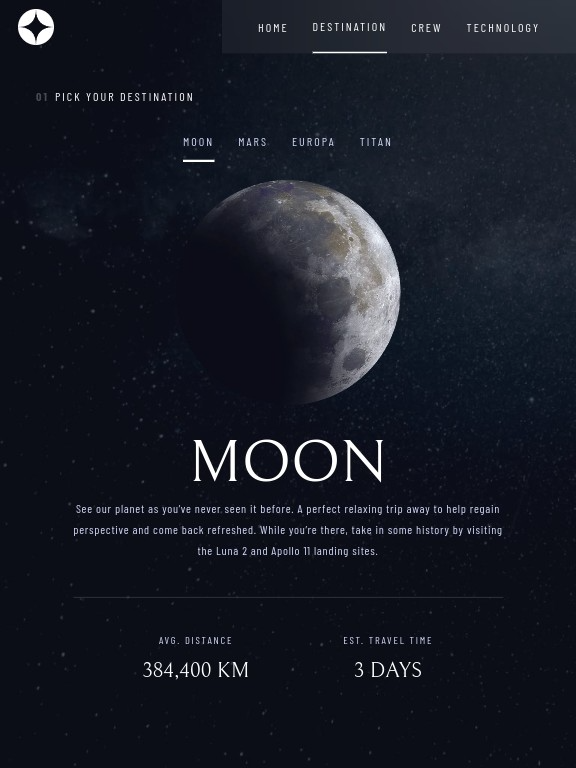 HOME DESTINATION CREW TECHNOLOGY
01 PICK YOUR DESTINATION
MOON MARS EUROPA TITAN
MOON
See our planet as you've never seen it before. A perfect relaxing trip away to help regain
perspective and come back refreshed. While you're there, take in some history by visiting
the Luna 2 and Apollo 11 landing sites.
AVG. DISTANCE EST. TRAVEL TIME
384,400 KM 3 DAYS